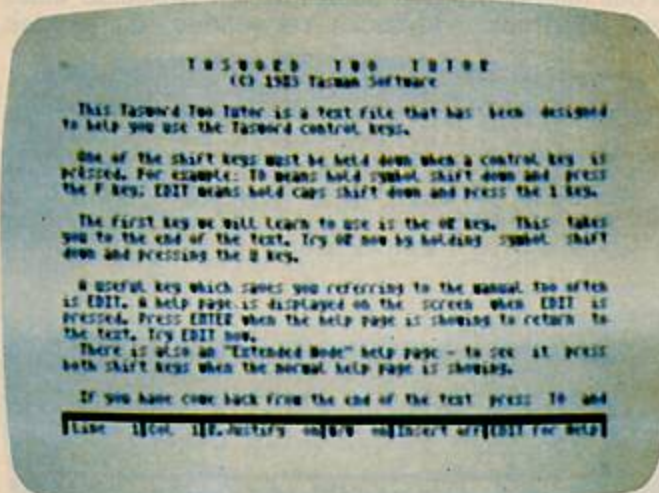 TASWORD TWO TUTOR
(C) 1983 Tasman Software
This Tasword Two Tutor is a text file that has been designed
to help you use the Tasword control keys.
One of the shift keys must be held down when a control key is
pressed. For example: TO means hold symbol shift down and press
the F key; EDIT means hold caps shift down and press the 1 key.
The first key we will learn to use is the OR key. This takes
you to the end of the text. Try OR now by holding symbol shift
down and pressing the U key.
A useful key which saves you referring to the manual too often
is EDIT. A help page is displayed on the screen when EDIT is
pressed. Press ENTER when the help page is showing to return to
the text. Try EDIT now.
There is also an "Extended Mode" help page - to see it press
both shift keys when the normal help page is showing.
If you have come back from the end of the text press TO and
Line 1 Col 1 R.Justify on W/W on Insert off EDIT for Help